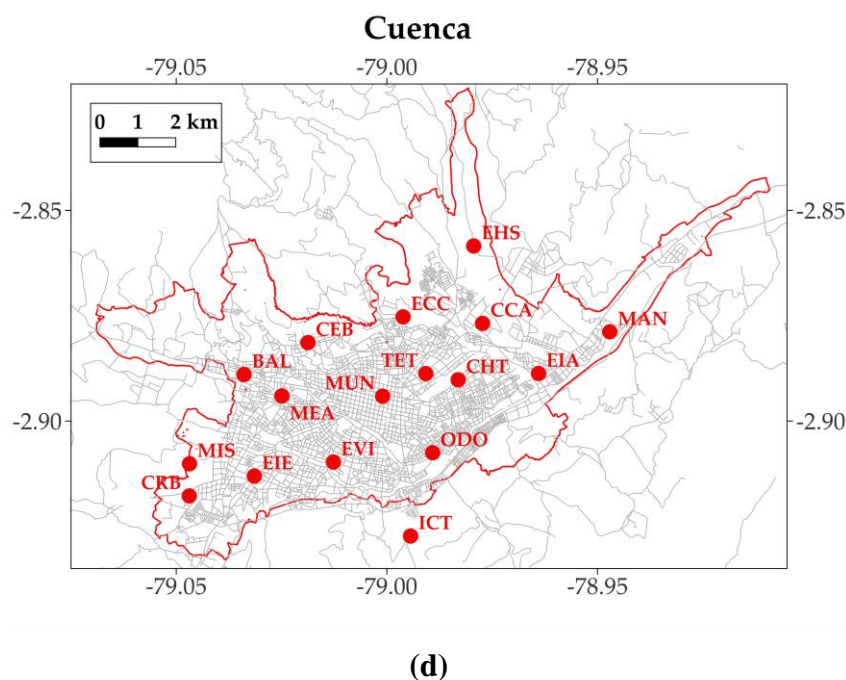 Cuenca
-79.05 -79.00 -78.95
0 1 2 km
-2.85 -2.85
EHS
ECC CCA
CEB MAN
BAL TET CHT EIA
MUN
MEA
-2.90 -2.90
MIS EIE EVI ODO
CRB
ICT
-79.05 -79.00 -78.95
(d)